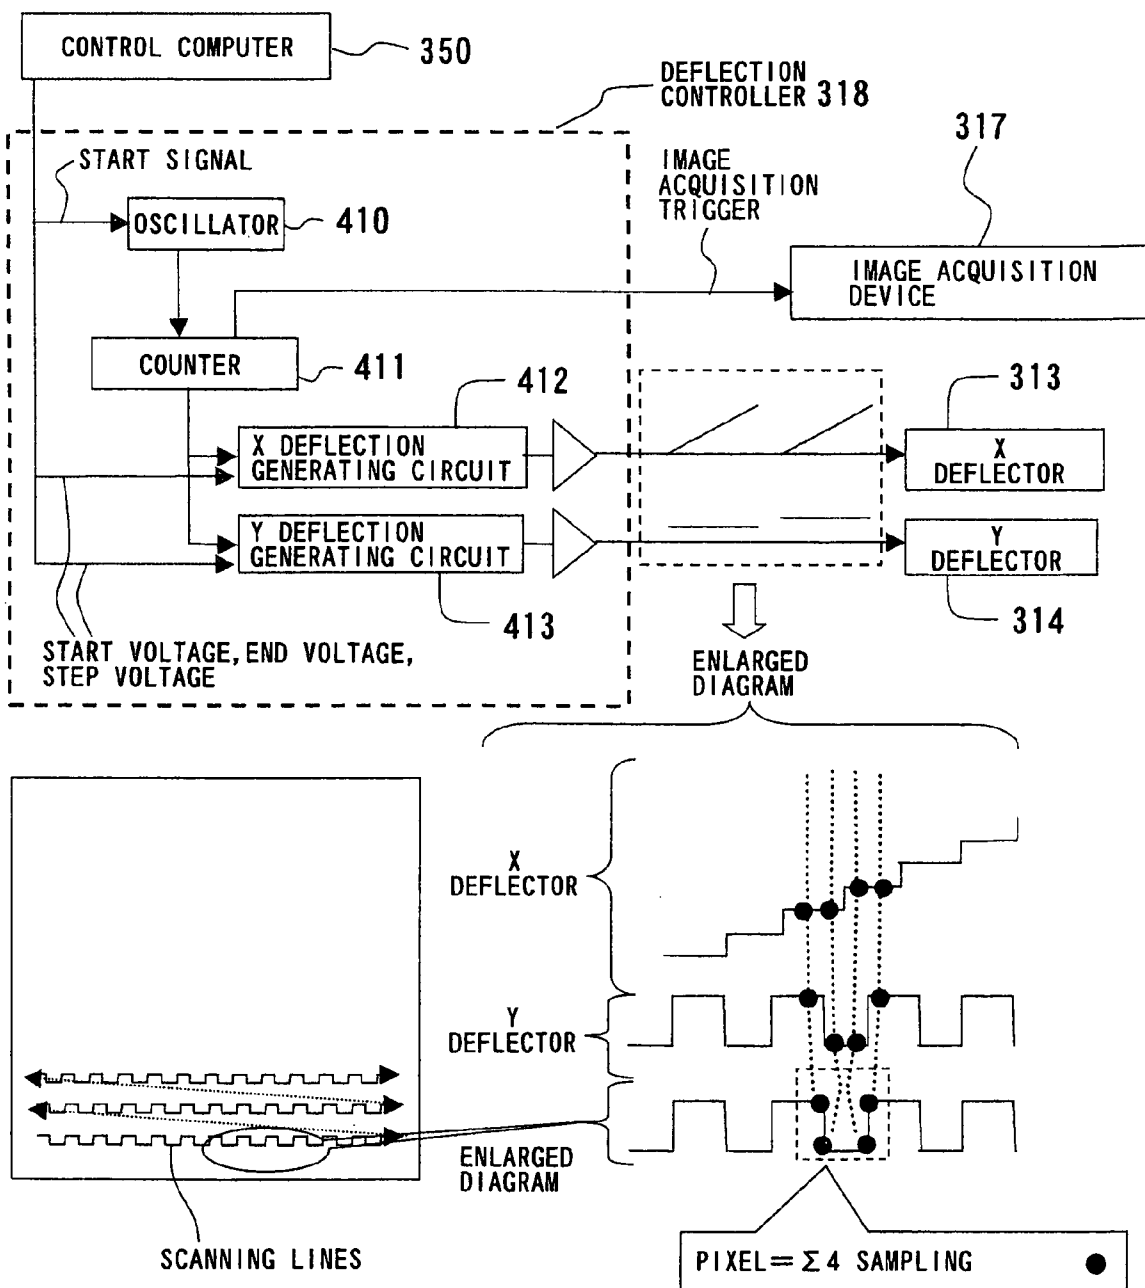 CONTROL COMPUTER
350
DEFLECTION
CONTROLLER 318
START SIGNAL
IMAGE
ACQUISITION
TRIGGER
317
OSCILLATOR
410
IMAGE ACQUISITION
DEVICE
COUNTER
411
412
313
X DEFLECTION
GENERATING CIRCUIT
X
DEFLECTOR
Y DEFLECTION
GENERATING CIRCUIT
Y
DEFLECTOR
413
314
START VOLTAGE, END VOLTAGE,
STEP VOLTAGE
ENLARGED
DIAGRAM
X
DEFLECTOR
Y
DEFLECTOR
ENLARGED
DIAGRAM
SCANNING LINES
PIXEL=Σ4 SAMPLING